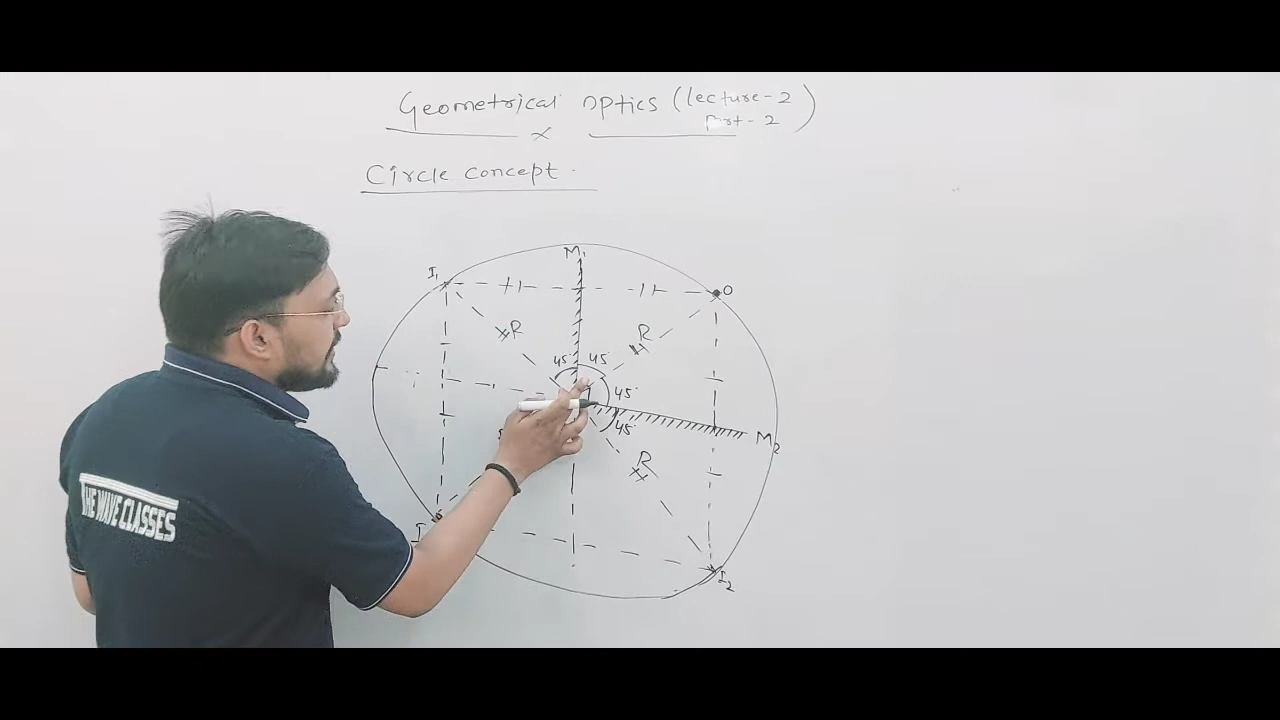 Geometrical Optics (lecture-2
part-2)
Circle concept.
M1
I1
O
R
R
45°
45°
45°
45°
M2
R
I
I2
THE WAVE CLASSES